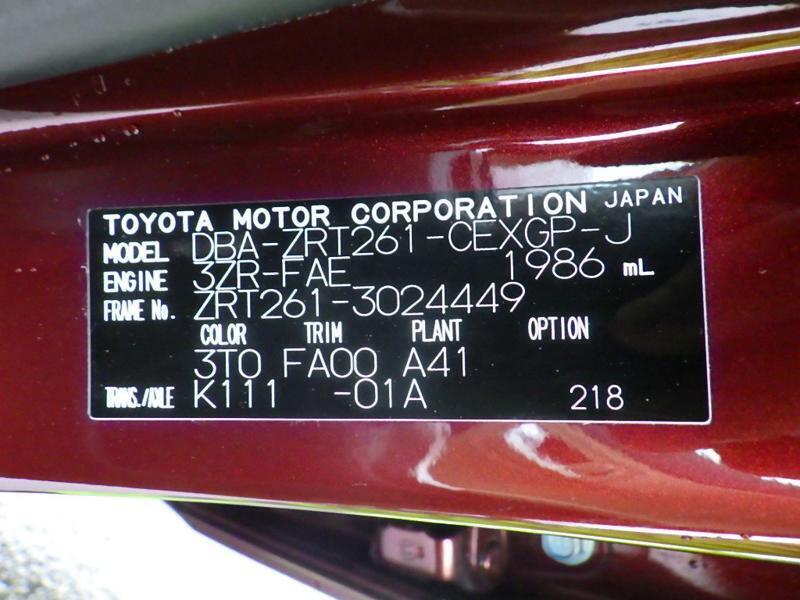 TOYOTA MOTOR CORPORATION JAPAN
MODEL DBA-ZRT261-CEXGP-J
ENGINE 3ZR-FAE 1986 mL
FRAME No. ZRT261-3024449
COLOR TRIM PLANT OPTION
3T0 FA00 A41
TRANS./AXLE K111 -01A 218